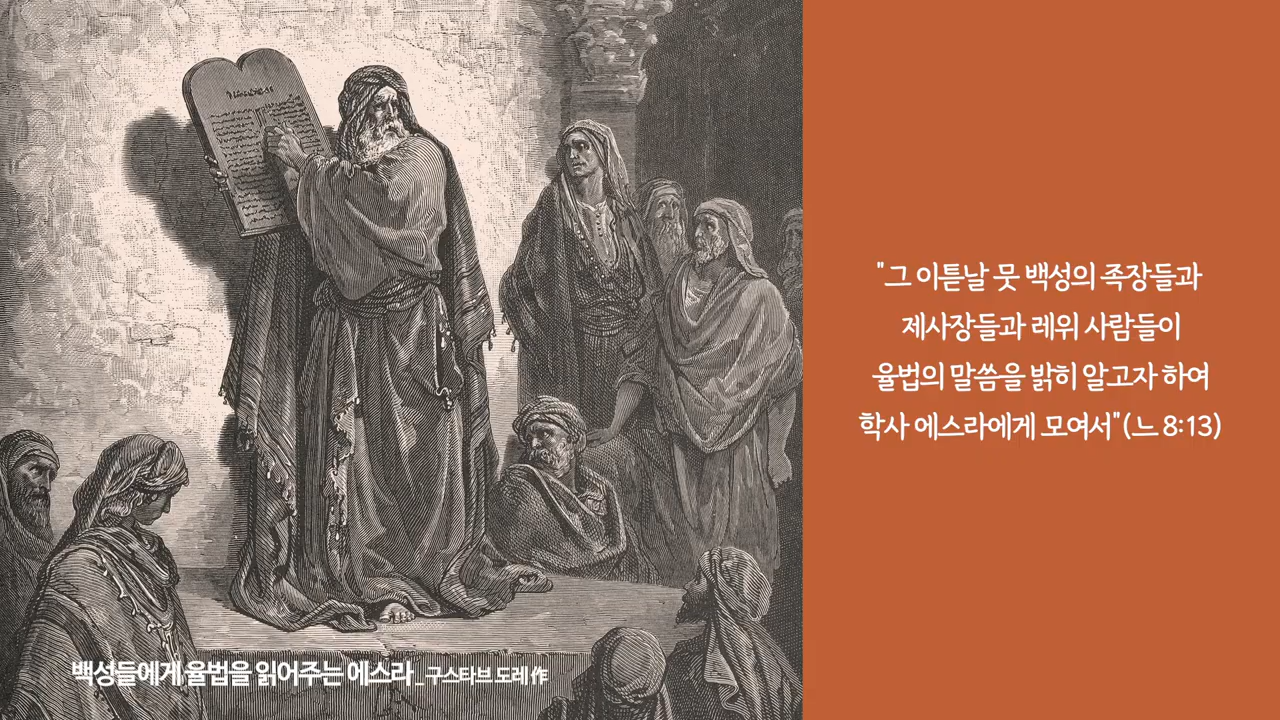 "그 이튿날 뭇 백성의 족장들과
제사장들과 레위 사람들이
율법의 말씀을 밝히 알고자 하여
학사 에스라에게 모여서"(느 8:13)
백성들에게 율법을 읽어주는 에스라_구스타브 도레 作